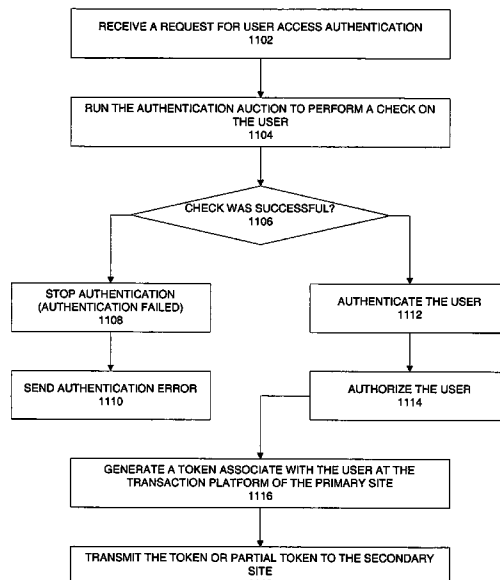 RECEIVE A REQUEST FOR USER ACCESS AUTHENTICATION
1102
RUN THE AUTHENTICATION AUCTION TO PERFORM A CHECK ON
THE USER
1104
CHECK WAS SUCCESSFUL?
1106
STOP AUTHENTICATION
(AUTHENTICATION FAILED)
1108
AUTHENTICATE THE USER
1112
SEND AUTHENTICATION ERROR
1110
AUTHORIZE THE USER
1114
GENERATE A TOKEN ASSOCIATE WITH THE USER AT THE
TRANSACTION PLATFORM OF THE PRIMARY SITE
1116
TRANSMIT THE TOKEN OR PARTIAL TOKEN TO THE SECONDARY
SITE